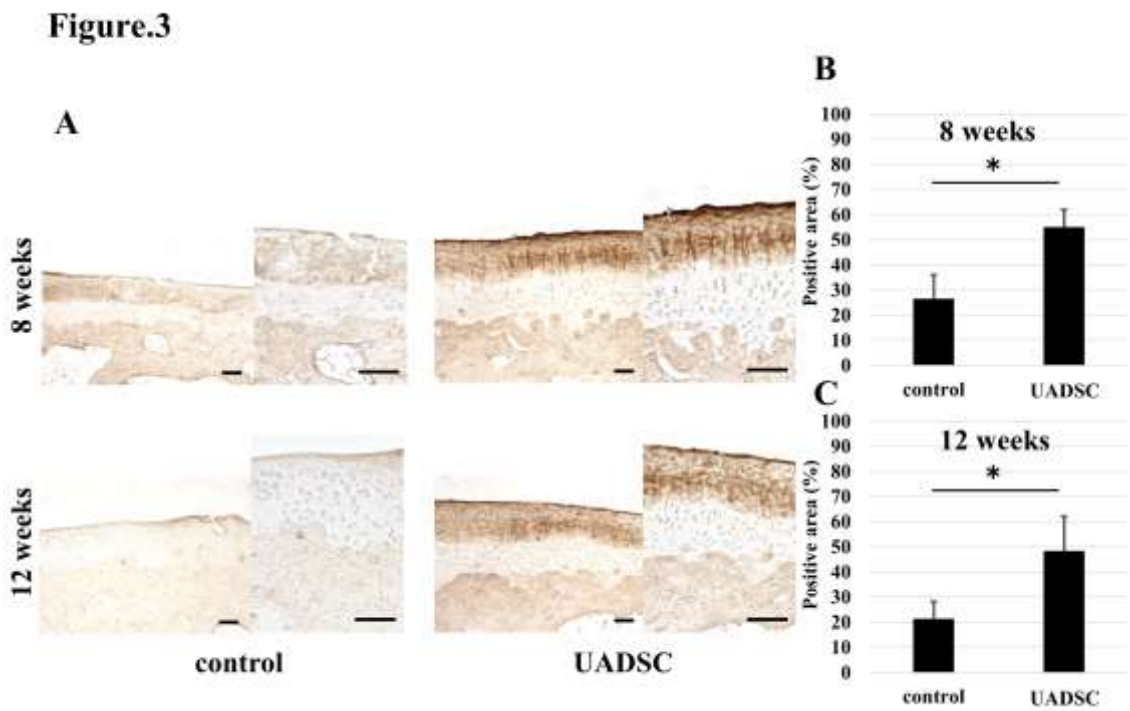 Figure.3
A
8 weeks
12 weeks
control
UADSC
B
8 weeks
*
Positive area (%)
100
90
80
70
60
50
40
30
20
10
0
control
UADSC
C
12 weeks
*
Positive area (%)
100
90
80
70
60
50
40
30
20
10
0
control
UADSC